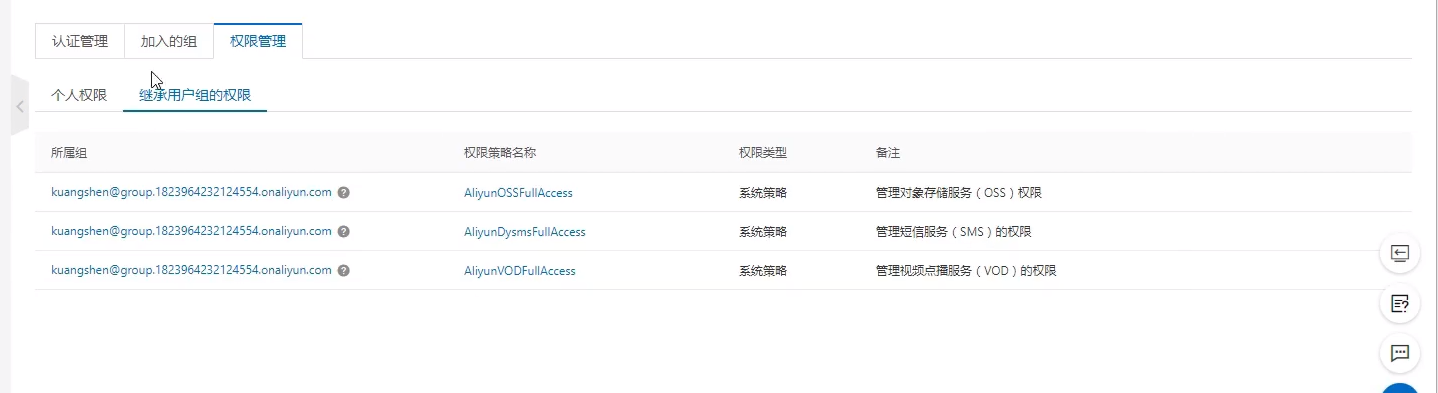 认证管理 加入的组 权限管理
个人权限 继承用户组的权限
所属组 权限策略名称 权限类型 备注
kuangshen@group.1823964232124554.onaliyun.com AliyunOSSFullAccess 系统策略 管理对象存储服务（OSS）权限
kuangshen@group.1823964232124554.onaliyun.com AliyunDysmsFullAccess 系统策略 管理短信服务（SMS）的权限
kuangshen@group.1823964232124554.onaliyun.com AliyunVODFullAccess 系统策略 管理视频点播服务（VOD）的权限